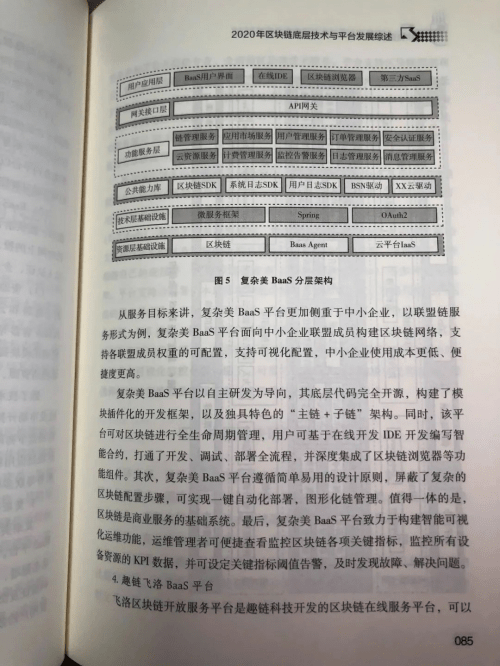 2020年区块链底层技术与平台发展综述
用户应用层 BaaS用户界面 在线IDE 区块链浏览器 第三方SaaS
网关接口层 API网关
功能服务层
链管理服务 应用市场服务 用户管理服务 订单管理服务 安全认证服务
云资源服务 计费管理服务 监控告警服务 日志管理服务 消息管理服务
公共能力库 区块链SDK 系统日志SDK 用户日志SDK BSN驱动 XX云驱动
技术层基础设施 微服务框架 Spring OAuth2
资源层基础设施 区块链 Baas Agent 云平台IaaS
图 5 复杂美 BaaS 分层架构
从服务目标来讲，复杂美 BaaS 平台更加侧重于中小企业，以联盟链服
务形式为例，复杂美 BaaS 平台面向中小企业联盟成员构建区块链网络，支
持各联盟成员权重的可配置，支持可视化配置，中小企业使用成本更低、便
捷度更高。
复杂美 BaaS 平台以自主研发为导向，其底层代码完全开源，构建了模
块插件化的开发框架，以及独具特色的“主链 + 子链”架构。同时，该平
台可对区块链进行全生命周期管理，用户可基于在线开发 IDE 开发编写智
能合约，打通了开发、调试、部署全流程，并深度集成了区块链浏览器等功
能组件。其次，复杂美 BaaS 平台遵循简单易用的设计原则，屏蔽了复杂的
区块链配置步骤，可实现一键自动化部署，图形化链管理。值得一体的是，
区块链是商业服务的基础系统。最后，复杂美 BaaS 平台致力于构建智能可视
化运维功能，运维管理者可便捷查看监控区块链各项关键指标，监控所有设
备资源的 KPI 数据，并可设定关键指标阈值告警，及时发现故障、解决问题。
4. 趣链飞洛 BaaS 平台
飞洛区块链开放服务平台是趣链科技开发的区块链在线服务平台，可以
085